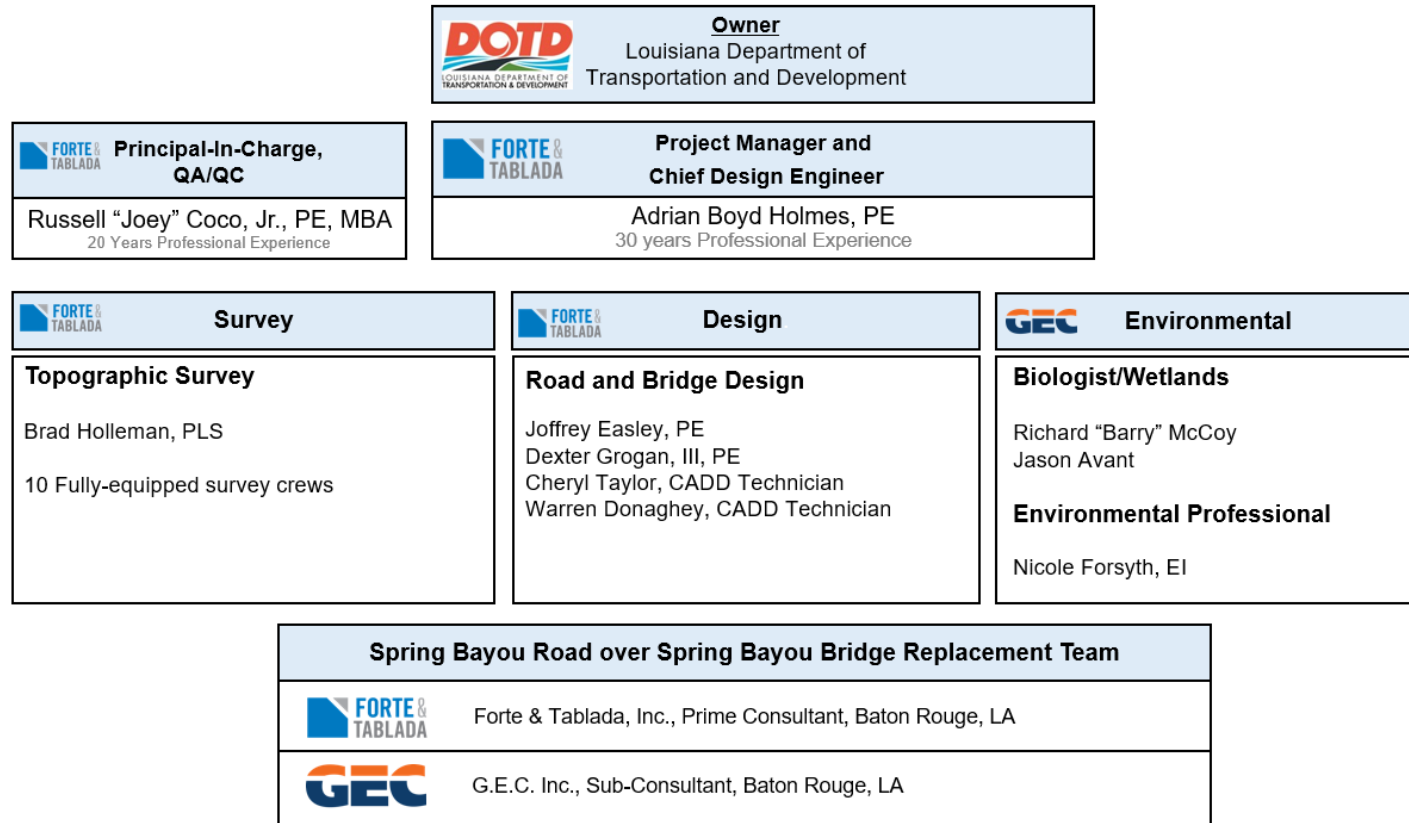 DOTD
LOUISIANA DEPARTMENT OF
TRANSPORTATION & DEVELOPMENT
Owner
Louisiana Department of
Transportation and Development
FORTE &
TABLADA
Principal-In-Charge,
QA/QC
Russell “Joey” Coco, Jr., PE, MBA
20 Years Professional Experience
FORTE &
TABLADA
Project Manager and
Chief Design Engineer
Adrian Boyd Holmes, PE
30 years Professional Experience
FORTE &
TABLADA
Survey
Topographic Survey
Brad Holleman, PLS
10 Fully-equipped survey crews
FORTE &
TABLADA
Design
Road and Bridge Design
Joffrey Easley, PE
Dexter Grogan, III, PE
Cheryl Taylor, CADD Technician
Warren Donaghey, CADD Technician
GEC
Environmental
Biologist/Wetlands
Richard “Barry” McCoy
Jason Avant
Environmental Professional
Nicole Forsyth, EI
Spring Bayou Road over Spring Bayou Bridge Replacement Team
FORTE &
TABLADA
Forte & Tablada, Inc., Prime Consultant, Baton Rouge, LA
GEC
G.E.C. Inc., Sub-Consultant, Baton Rouge, LA